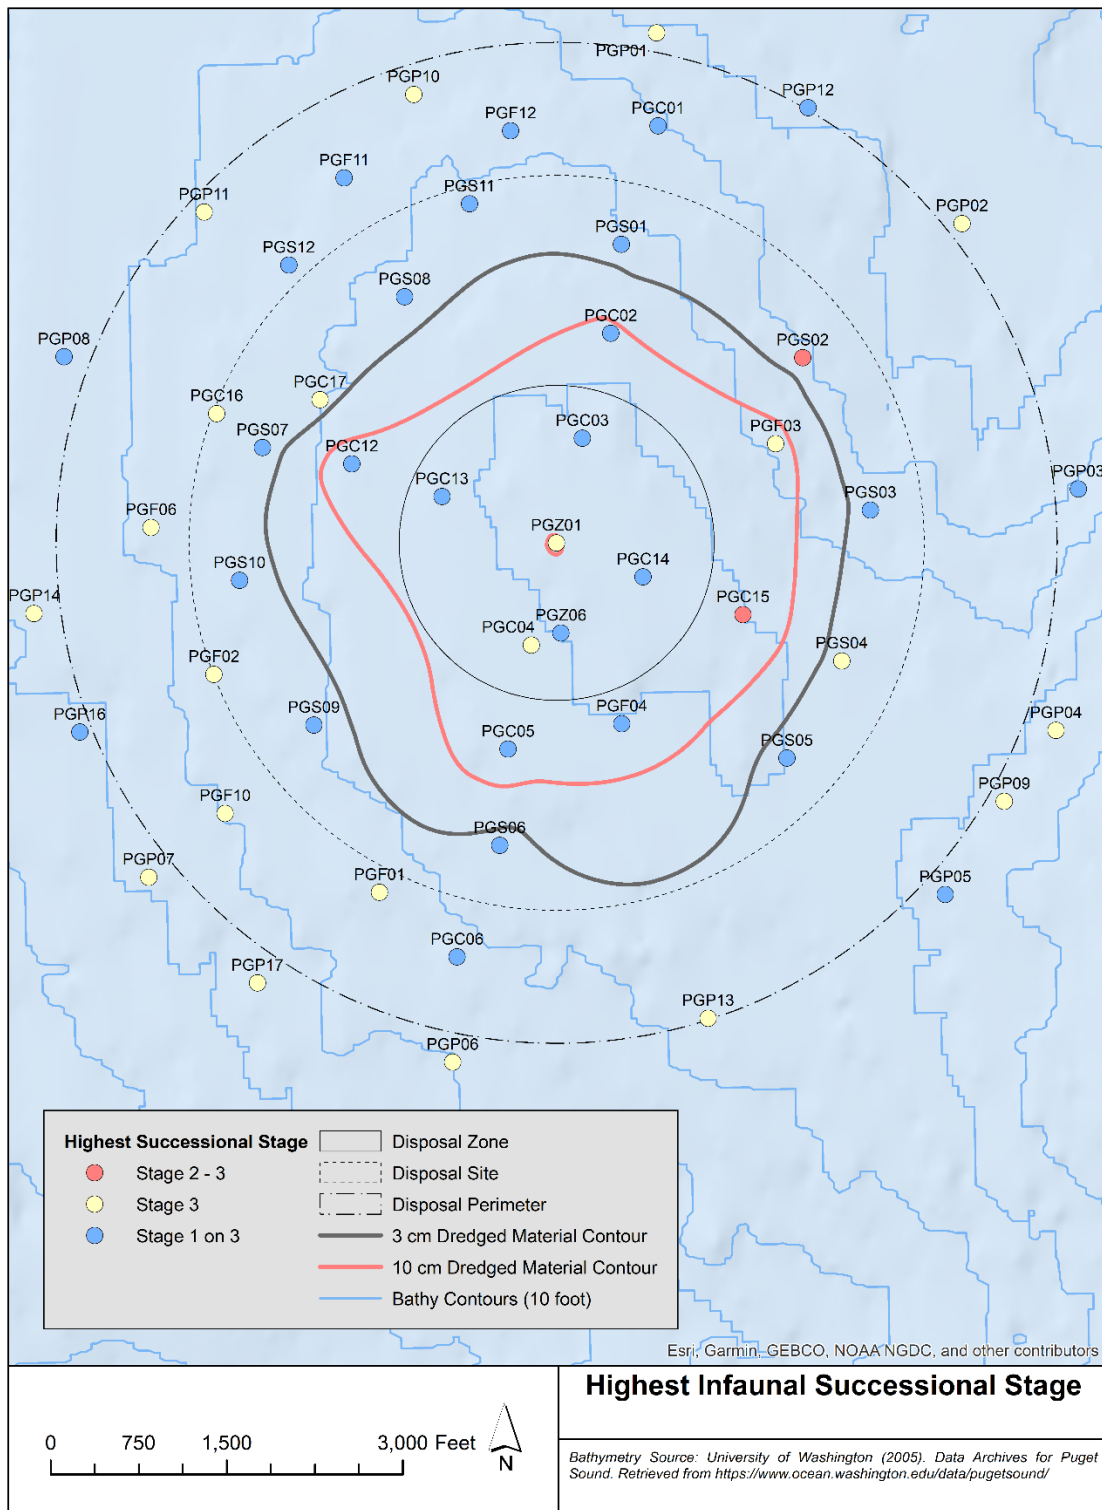 PGP01
PGP10
PGP12
PGF12
PGC01
PGF11
PGS11
PGP11
PGP02
PGS01
PGS12
PGS08
PGC02
PGP08
PGS02
PGC17
PGC16
PGC03
PGF03
PGS07
PGC12
PGC13
PGP03
PGS03
PGF06
PGZ01
PGS10
PGC14
PGP14
PGC15
PGC04
PGZ06
PGS04
PGF02
PGS09
PGF04
PGP16
PGC05
PGP04
PGS05
PGP09
PGF10
PGS06
PGP07
PGF01
PGP05
PGC06
PGP17
PGP13
PGP06
Highest Successional Stage
Stage 2 - 3
Stage 3
Stage 1 on 3
Disposal Zone
Disposal Site
Disposal Perimeter
3 cm Dredged Material Contour
10 cm Dredged Material Contour
Bathy Contours (10 foot)
Esri, Garmin, GEBCO, NOAA NGDC, and other contributors
0 750 1,500 3,000 Feet
N
Highest Infaunal Successional Stage
Bathymetry Source: University of Washington (2005). Data Archives for Puget
Sound. Retrieved from https://www.ocean.washington.edu/data/pugetsound/